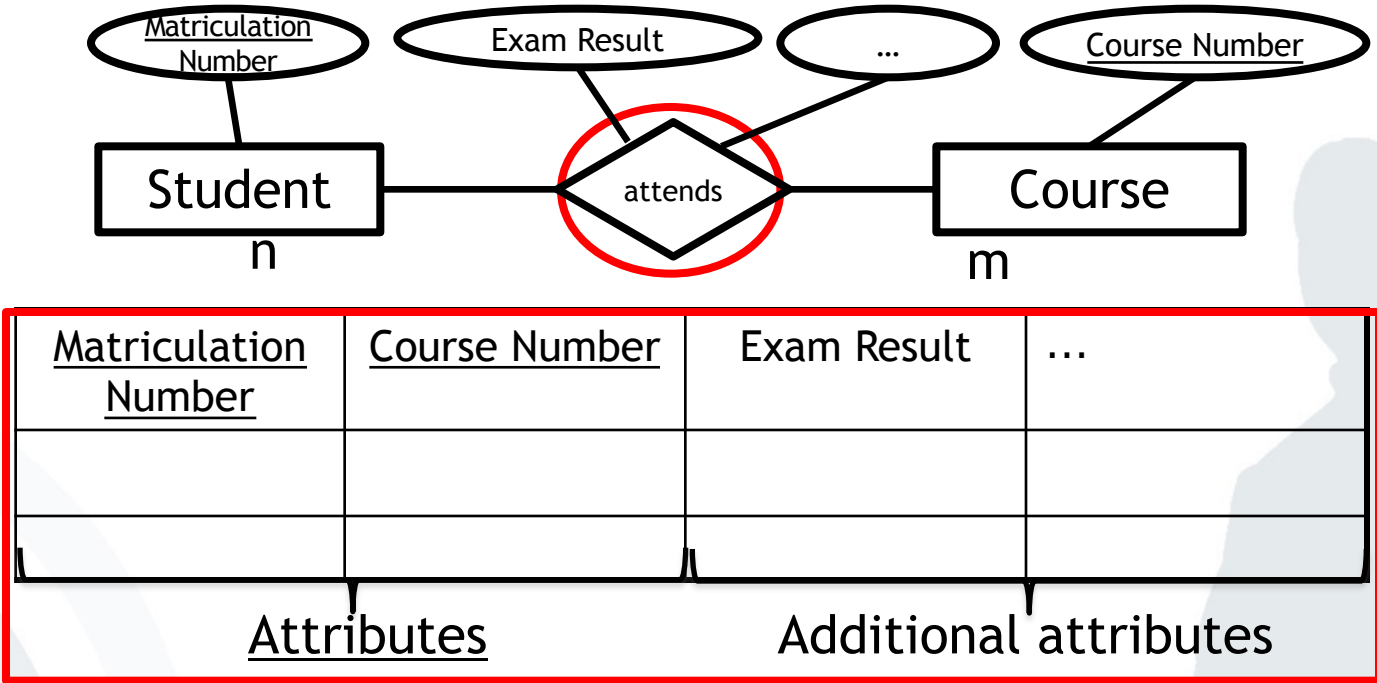 Matriculation
Number
Exam Result
…
Course Number
Student
attends
Course
n
m
Matriculation
Number
Course Number
Exam Result
...
Attributes
Additional attributes